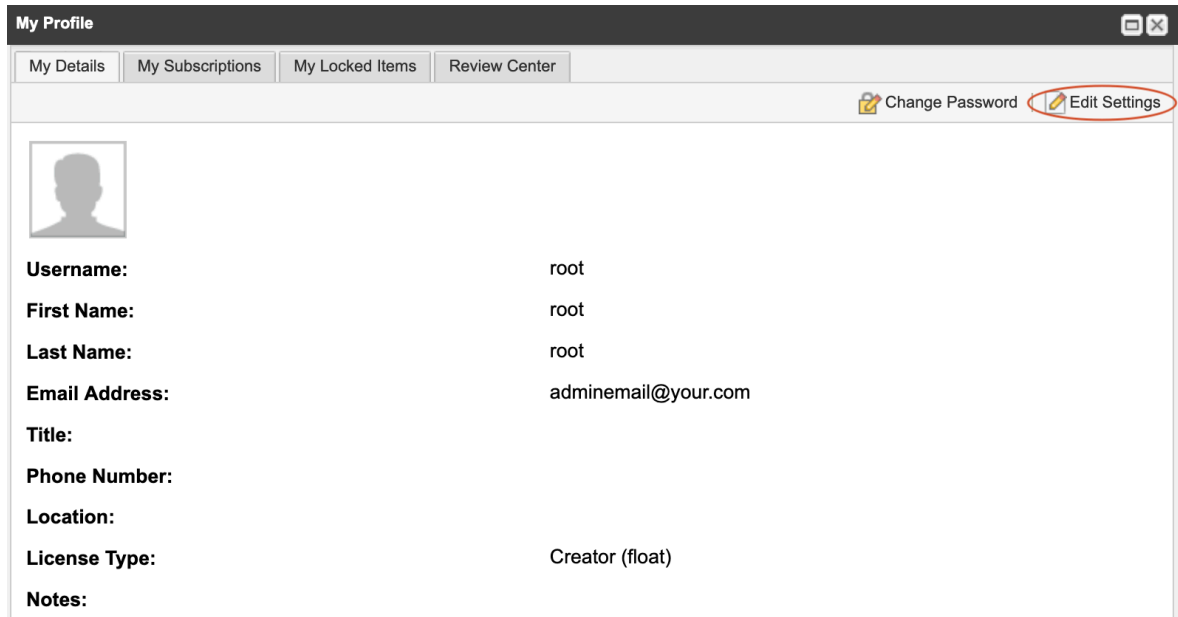 My Profile
My Details My Subscriptions My Locked Items Review Center
Change Password Edit Settings
Username: root
First Name: root
Last Name: root
Email Address: adminemail@your.com
Title:
Phone Number:
Location:
License Type: Creator (float)
Notes: